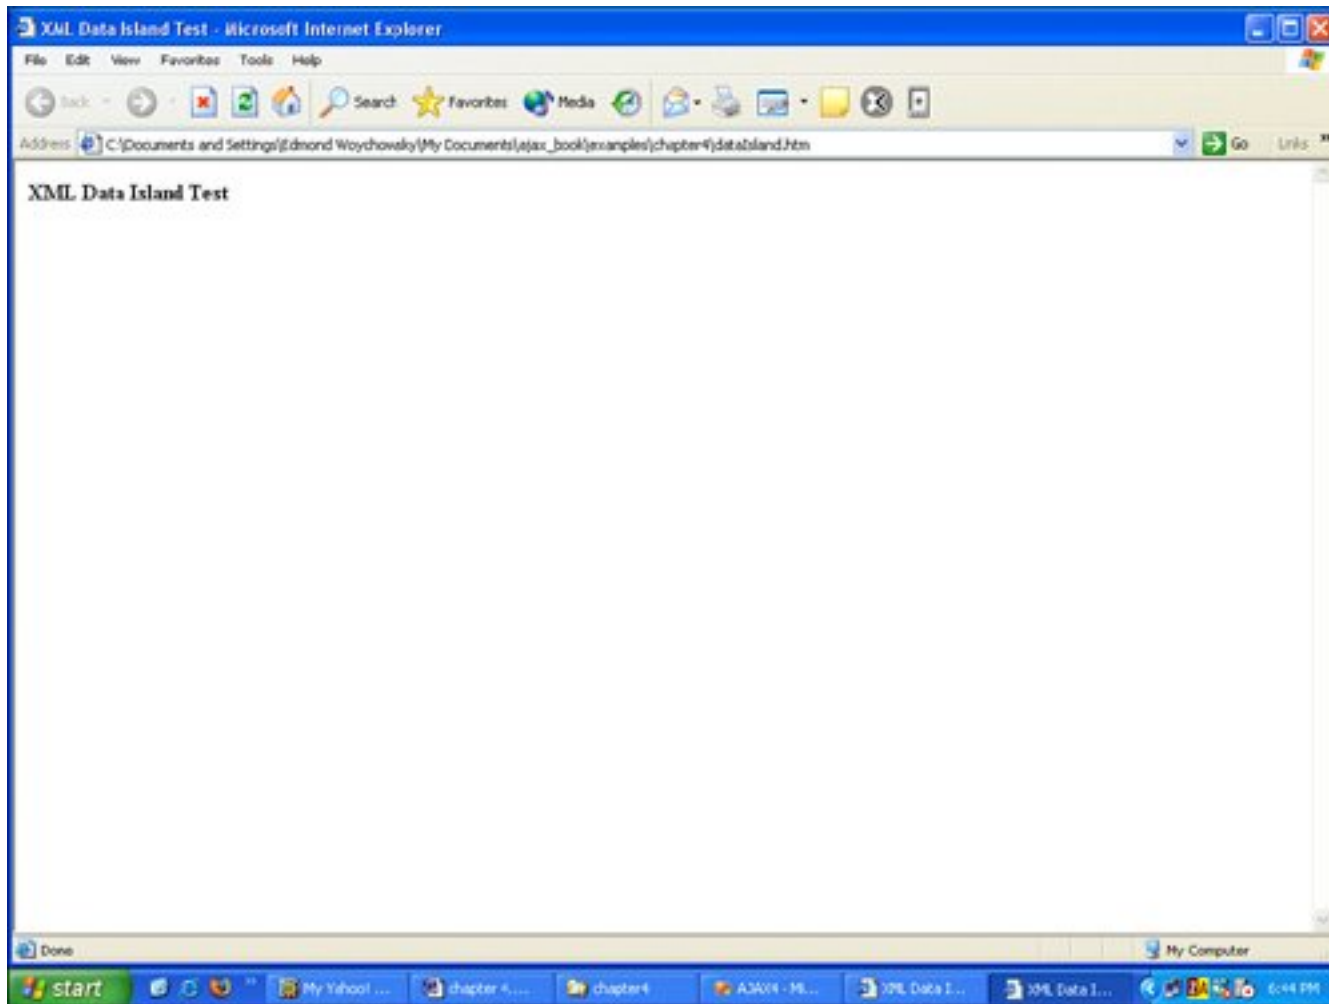 XML Data Island Test - Microsoft Internet Explorer
File Edit View Favorites Tools Help
Back Search Favorites Media
Address C:\Documents and Settings\Edmond Woychowsky\My Documents\ajax_book\examples\chapter4\dataIsland.htm Go Links »
XML Data Island Test
Done My Computer
start » My Yahoo! ... chapter 4,... chapter4 AJAX4 - Mi... XML Data I... XML Data I... 6:44 PM